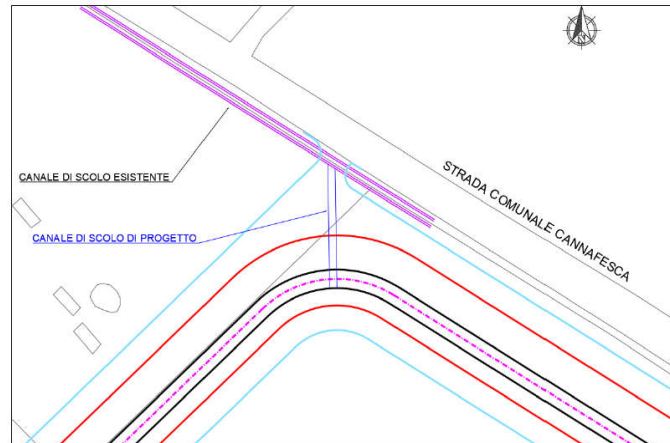 N
CANALE DI SCOLO ESISTENTE
STRADA COMUNALE CANNAFESCA
CANALE DI SCOLO DI PROGETTO